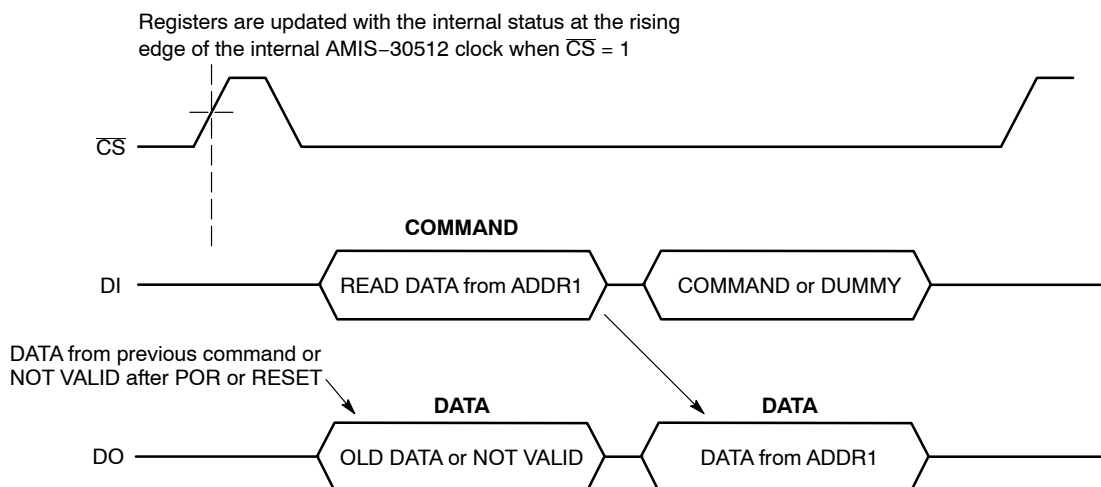 Registers are updated with the internal status at the rising
edge of the internal AMIS−30512 clock when C̅S̅ = 1
C̅S̅
COMMAND
DI
READ DATA from ADDR1
COMMAND or DUMMY
DATA from previous command or
NOT VALID after POR or RESET
DATA
DATA
DO
OLD DATA or NOT VALID
DATA from ADDR1